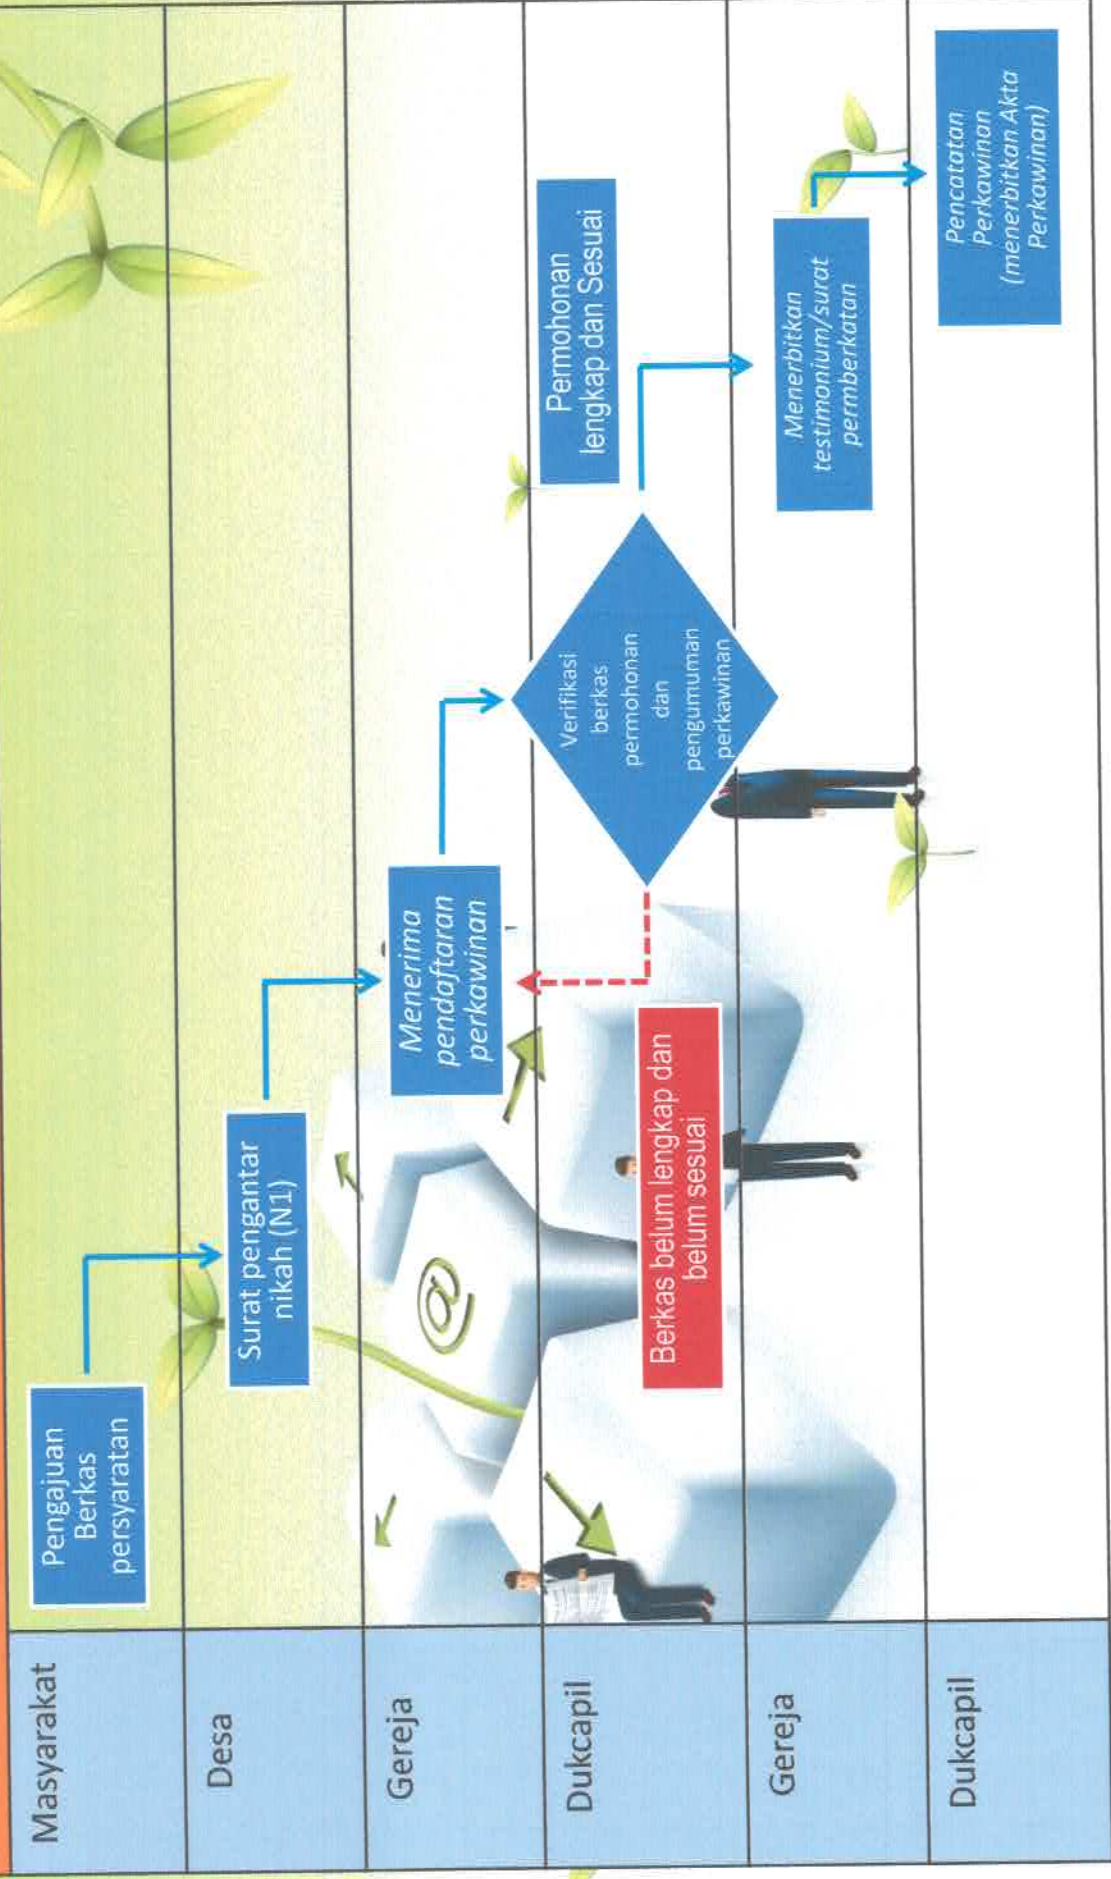 Masyarakat
Pengajuan
Berkas
persyaratan
Desa
Surat pengantar
nikah (N1)
Gereja
Menerima
pendaftaran
perkawinan
Dukcapil
Berkas belum lengkap dan
belum sesuai
Verifikasi
berkas
permohonan
dan
pengumuman
perkawinan
Permohonan
lengkap dan Sesuai
Gereja
Menerbitkan
testimonium/surat
permberkatan
Dukcapil
Pencatatan
Perkawinan
(menerbitkan Akta
Perkawinan)
@